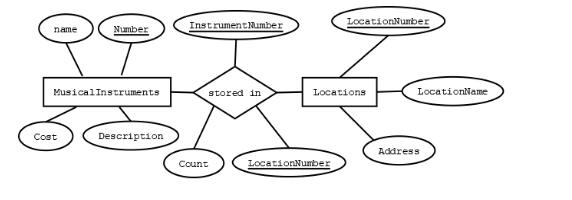 name
Number
InstrumentNumber
LocationNumber
MusicalInstruments
stored in
Locations
LocationName
Cost
Description
Count
LocationNumber
Address